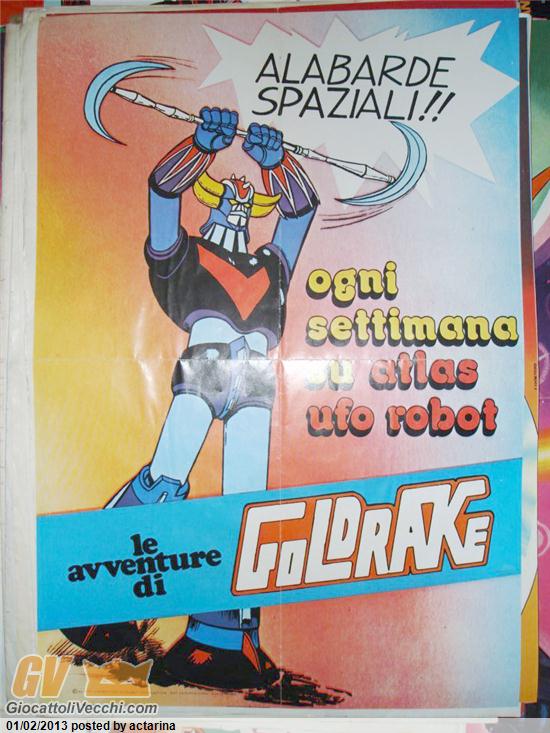 ALABARDE
SPAZIALI!!
ogni
settimana
su atlas
ufo robot
le
avventure
di
GOLDRAKE
GV
GiocattoliVecchi.com
01/02/2013 posted by actarina